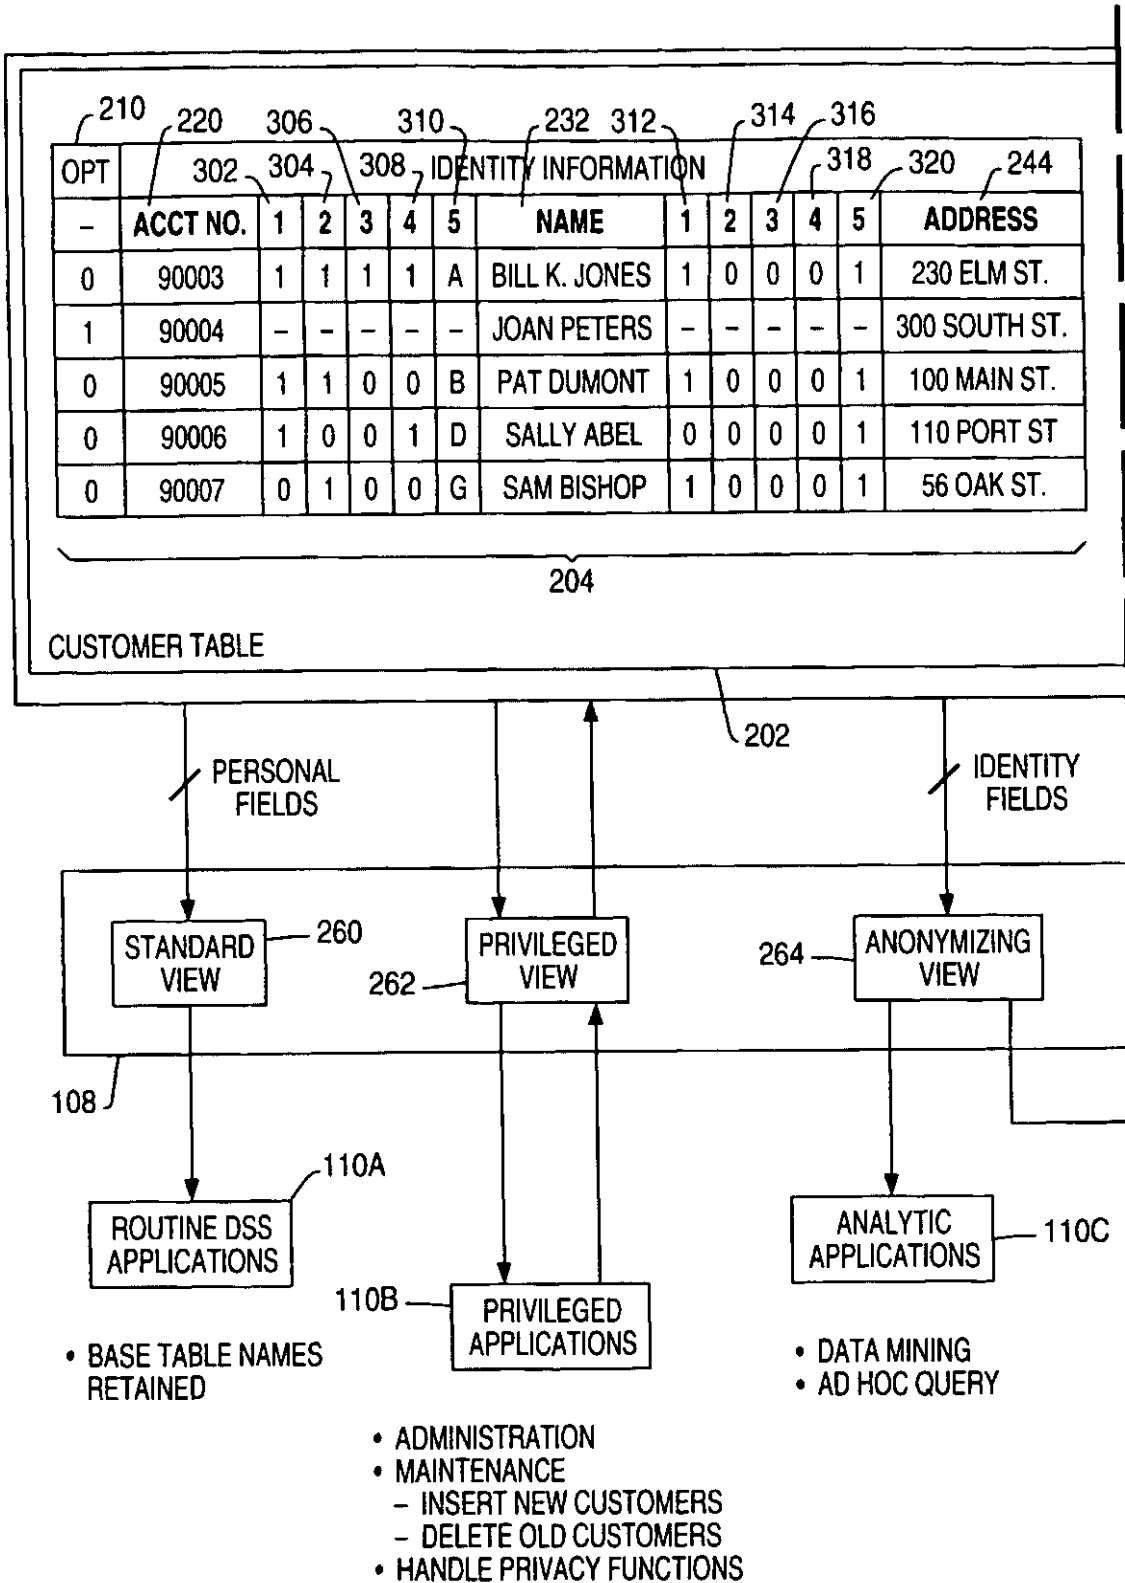 210
220
306
310
232
312
314
316
OPT
302
304
308
IDENTITY INFORMATION
318
320
244
– ACCT NO. 1 2 3 4 5 NAME 1 2 3 4 5 ADDRESS
0 90003 1 1 1 1 A BILL K. JONES 1 0 0 0 1 230 ELM ST.
1 90004 – – – – – JOAN PETERS – – – – – 300 SOUTH ST.
0 90005 1 1 0 0 B PAT DUMONT 1 0 0 0 1 100 MAIN ST.
0 90006 1 0 0 1 D SALLY ABEL 0 0 0 0 1 110 PORT ST
0 90007 0 1 0 0 G SAM BISHOP 1 0 0 0 1 56 OAK ST.
204
CUSTOMER TABLE
202
PERSONAL
FIELDS
IDENTITY
FIELDS
STANDARD
VIEW
260
PRIVILEGED
VIEW
262
264
ANONYMIZING
VIEW
108
110A
ROUTINE DSS
APPLICATIONS
ANALYTIC
APPLICATIONS
110C
110B
PRIVILEGED
APPLICATIONS
• BASE TABLE NAMES
RETAINED
• DATA MINING
• AD HOC QUERY
• ADMINISTRATION
• MAINTENANCE
– INSERT NEW CUSTOMERS
– DELETE OLD CUSTOMERS
• HANDLE PRIVACY FUNCTIONS